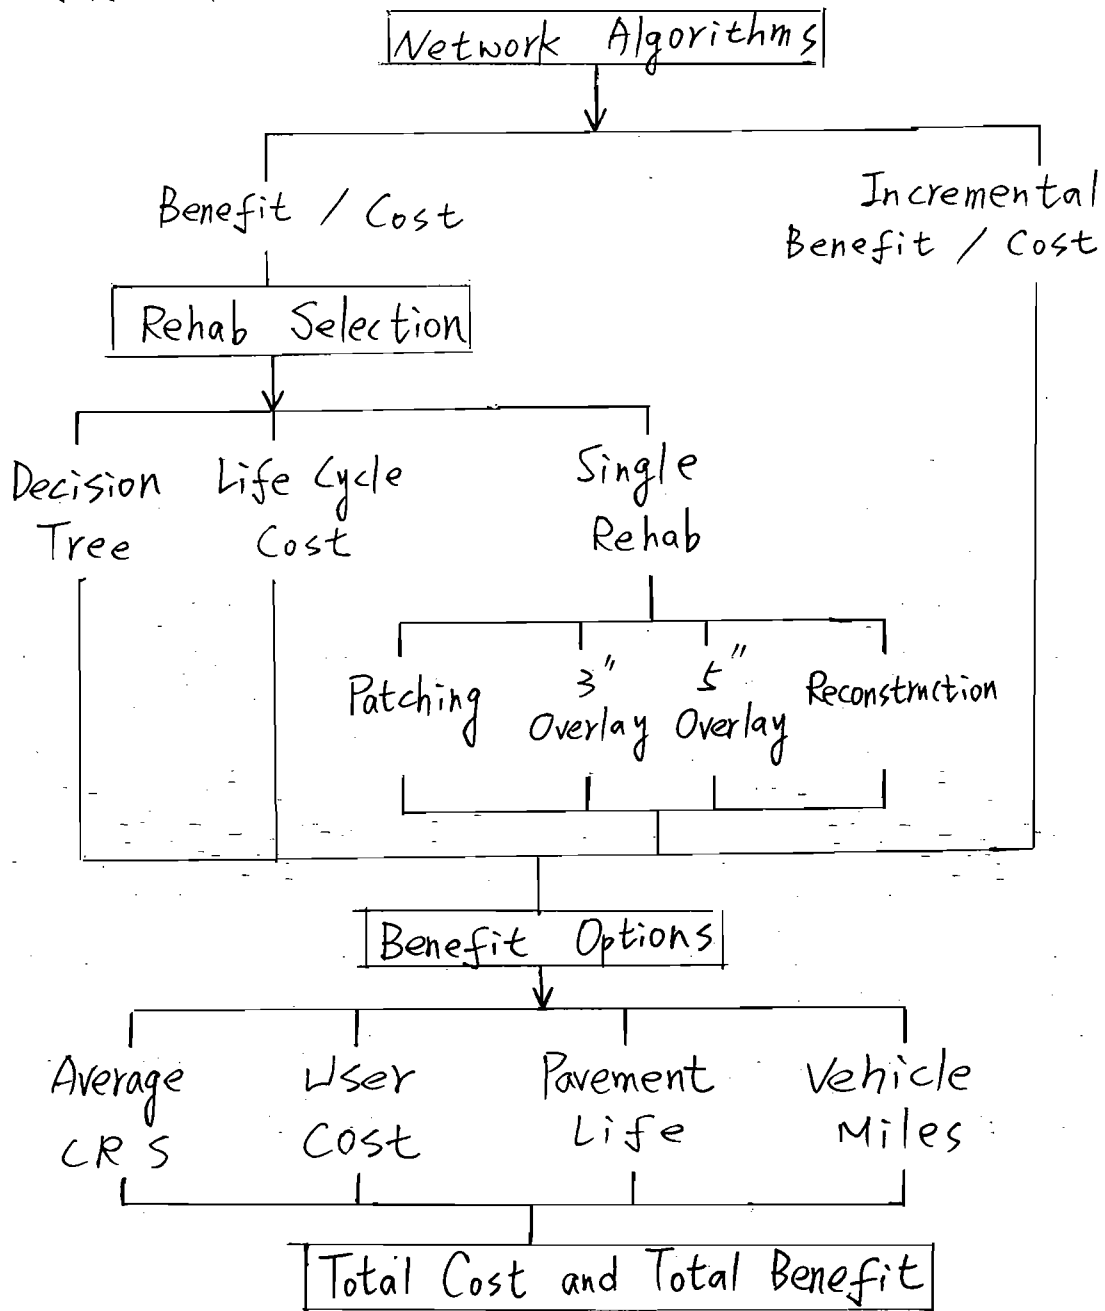 Network Algorithms
Benefit / Cost
Incremental
Benefit / Cost
Rehab Selection
Decision
Tree
Life Cycle
Cost
Single
Rehab
Patching
3"
Overlay
5"
Overlay
Reconstruction
Benefit Options
Average
CRS
User
Cost
Pavement
Life
Vehicle
Miles
Total Cost and Total Benefit